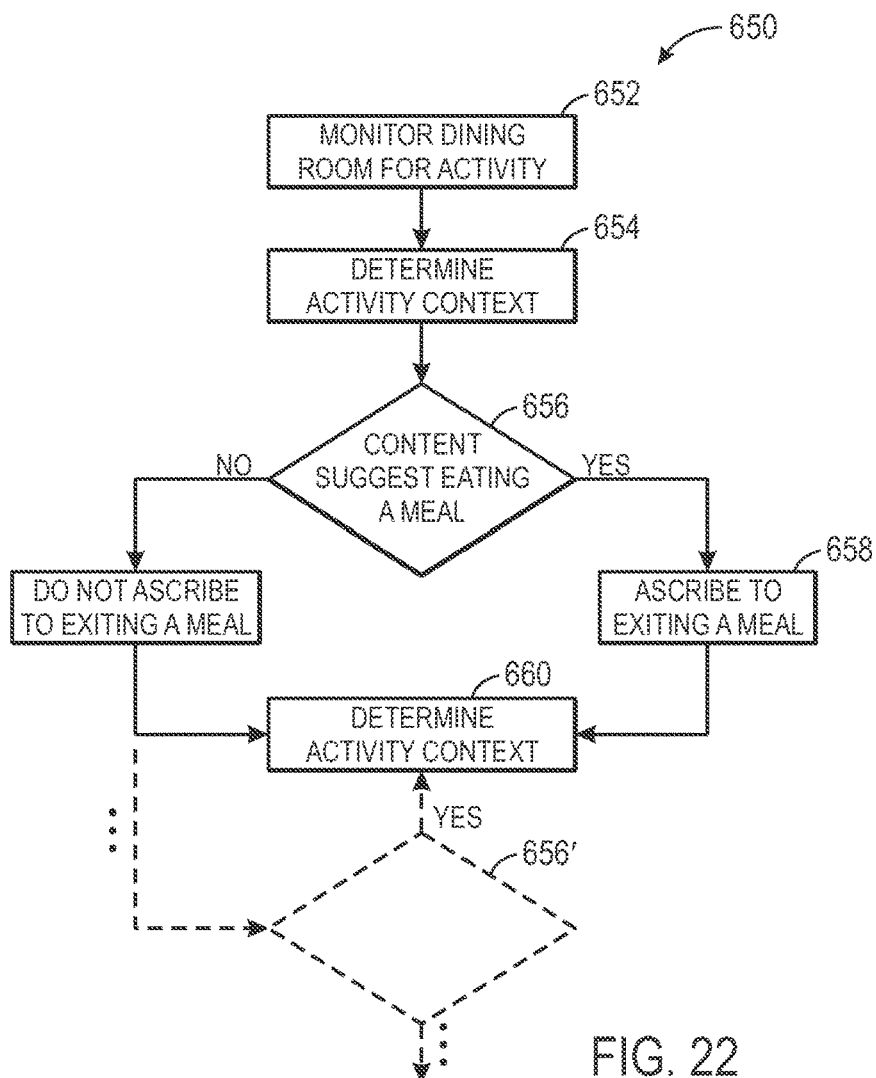 650
652
MONITOR DINING
ROOM FOR ACTIVITY
654
DETERMINE
ACTIVITY CONTEXT
656
CONTENT
SUGGEST EATING
A MEAL
NO
YES
DO NOT ASCRIBE
TO EXITING A MEAL
658
ASCRIBE TO
EXITING A MEAL
660
DETERMINE
ACTIVITY CONTEXT
YES
656'
FIG. 22